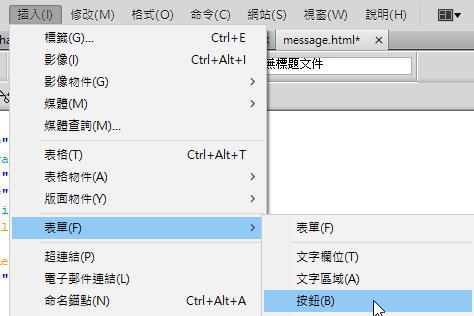 插入(I) 修改(M) 格式(O) 命令(C) 網站(S) 視窗(W) 說明(H)
標籤(G)... Ctrl+E
message.html*
影像(I) Ctrl+Alt+I
無標題文件
影像物件(G)
媒體(M)
媒體查詢(M)...
表格(T) Ctrl+Alt+T
表格物件(A)
版面物件(Y)
表單(F)
表單(F)
超連結(P)
文字欄位(T)
電子郵件連結(L)
文字區域(A)
命名錨點(N) Ctrl+Alt+A
按鈕(B)